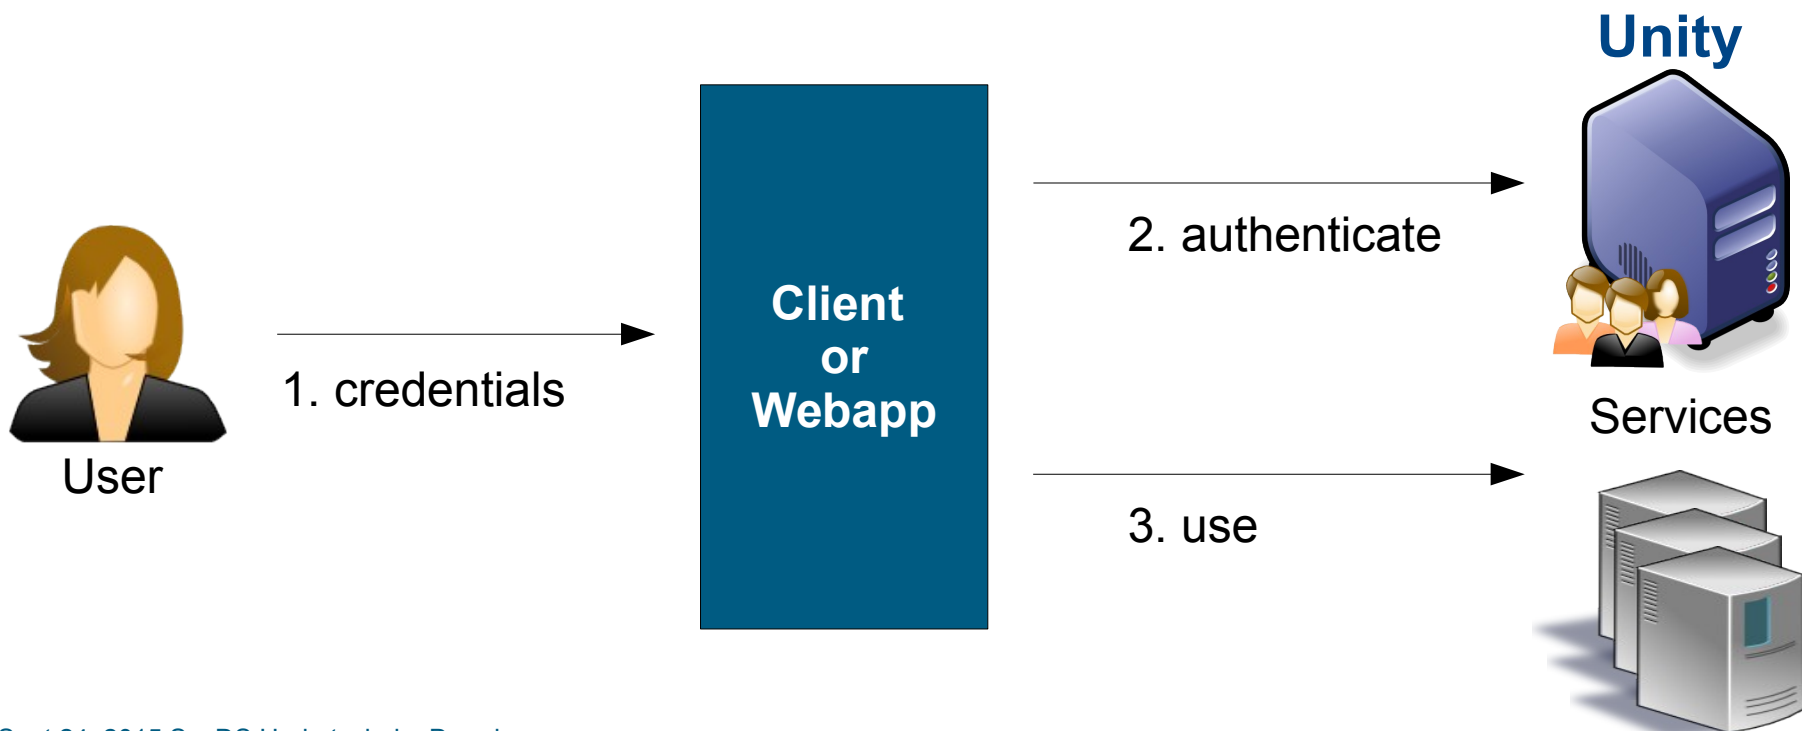 Unity
2. authenticate
Client
or
Webapp
1. credentials
Services
User
3. use